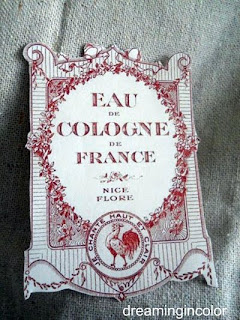 EAU
DE
COLOGNE
DE
FRANCE
NICE
FLORE
JE CHANTE HAUT ET CLAIR
dreamingincolor